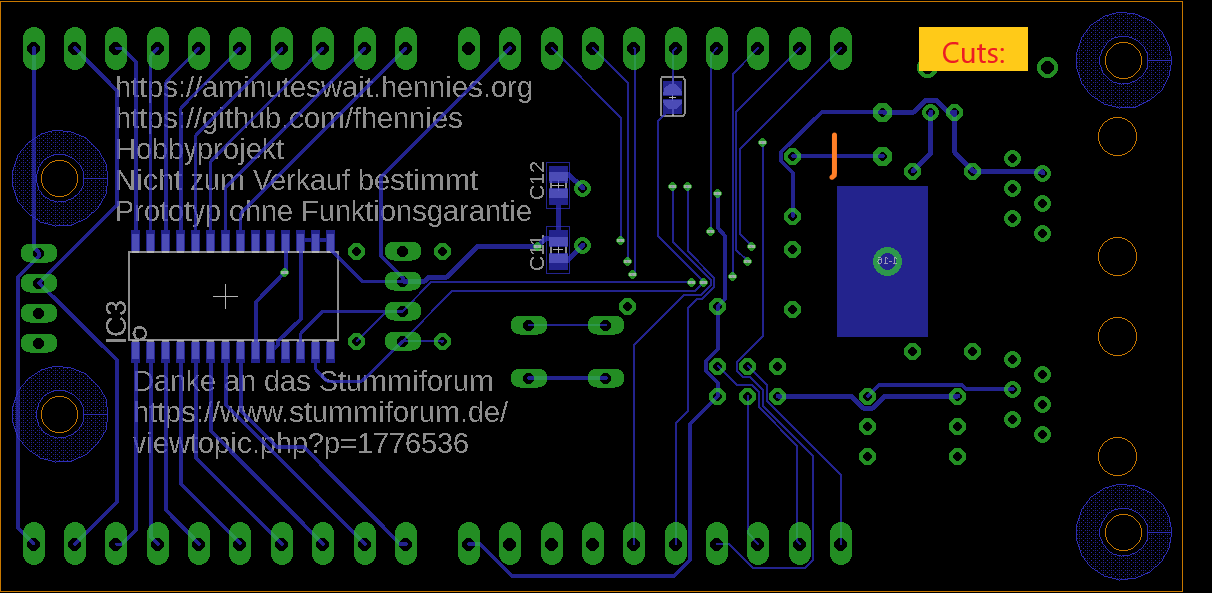 Cuts:
https://aminuteswait.hennies.org
https://github.com/fhennies
Hobbyprojekt
Nicht zum Verkauf bestimmt
Prototyp ohne Funktionsgarantie
C12
C11
IC3
Danke an das Stummiforum
https://www.stummiforum.de/
viewtopic.php?p=1776536